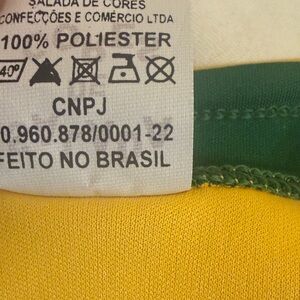 SALADA DE CORES
CONFECÇÕES E COMÉRCIO LTDA
100% POLIESTER
40°
CNPJ
0.960.878/0001-22
FEITO NO BRASIL